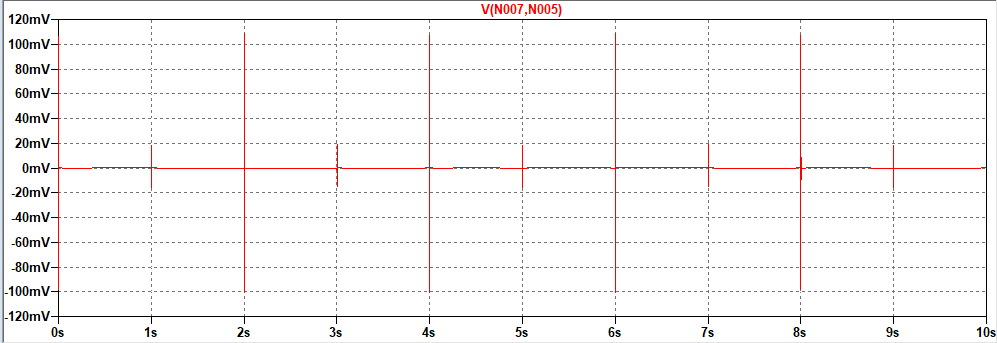 V(N007,N005)
120mV
100mV
80mV
60mV
40mV
20mV
0mV
-20mV
-40mV
-60mV
-80mV
-100mV
-120mV
0s 1s 2s 3s 4s 5s 6s 7s 8s 9s 10s